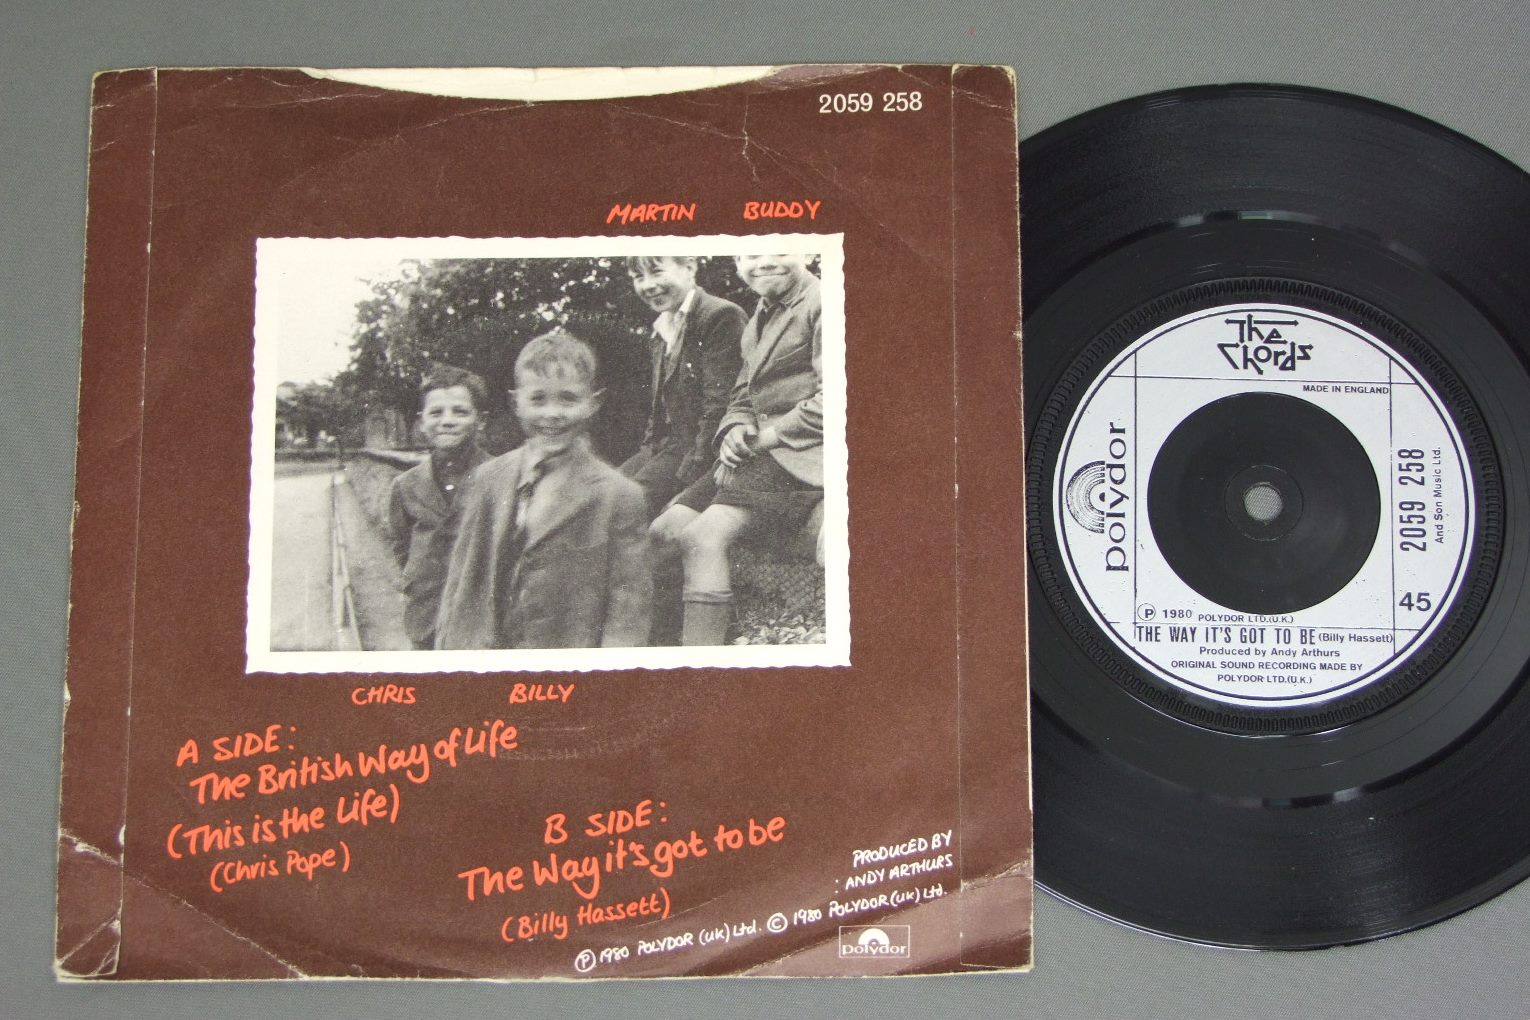 2059 258
MARTIN BUDDY
CHRIS BILLY
A SIDE:
The British Way of Life
(This is the Life)
(Chris Pope)
B SIDE:
The Way it's got to be
(Billy Hassett)
PRODUCED BY
: ANDY ARTHURS
Ⓟ 1980 POLYDOR (UK) Ltd. © 1980 POLYDOR (UK) Ltd.
polydor
The
Chords
MADE IN ENGLAND
polydor
2059 258
And Son Music Ltd.
45
Ⓟ 1980 POLYDOR LTD.(U.K.)
THE WAY IT'S GOT TO BE (Billy Hassett)
Produced by Andy Arthurs
ORIGINAL SOUND RECORDING MADE BY
POLYDOR LTD.(U.K.)